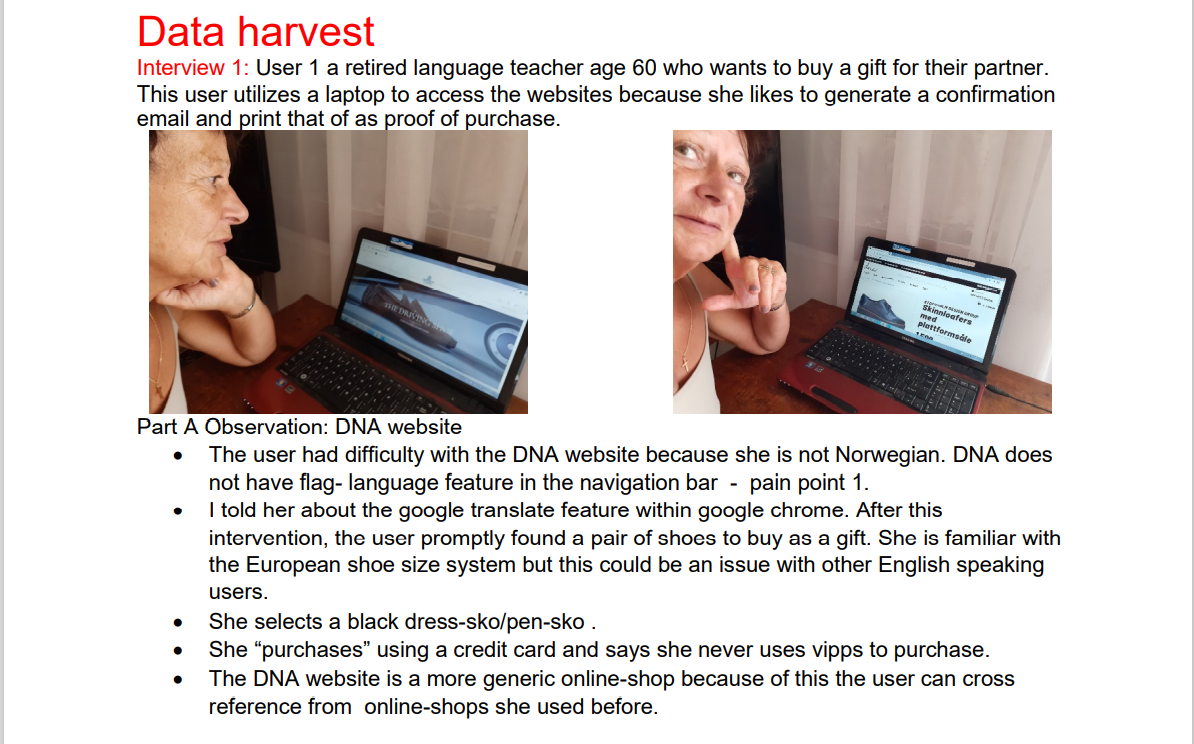 Data harvest
Interview 1: User 1 a retired language teacher age 60 who wants to buy a gift for their partner.
This user utilizes a laptop to access the websites because she likes to generate a confirmation
email and print that of as proof of purchase.
THE DRIVING SHOE
STOCKHOLM DESIGN GROUP
Skinnloafers
med
plattformsåle
Part A Observation: DNA website
• The user had difficulty with the DNA website because she is not Norwegian. DNA does
not have flag- language feature in the navigation bar - pain point 1.
• I told her about the google translate feature within google chrome. After this
intervention, the user promptly found a pair of shoes to buy as a gift. She is familiar with
the European shoe size system but this could be an issue with other English speaking
users.
• She selects a black dress-sko/pen-sko .
• She “purchases” using a credit card and says she never uses vipps to purchase.
• The DNA website is a more generic online-shop because of this the user can cross
reference from online-shops she used before.